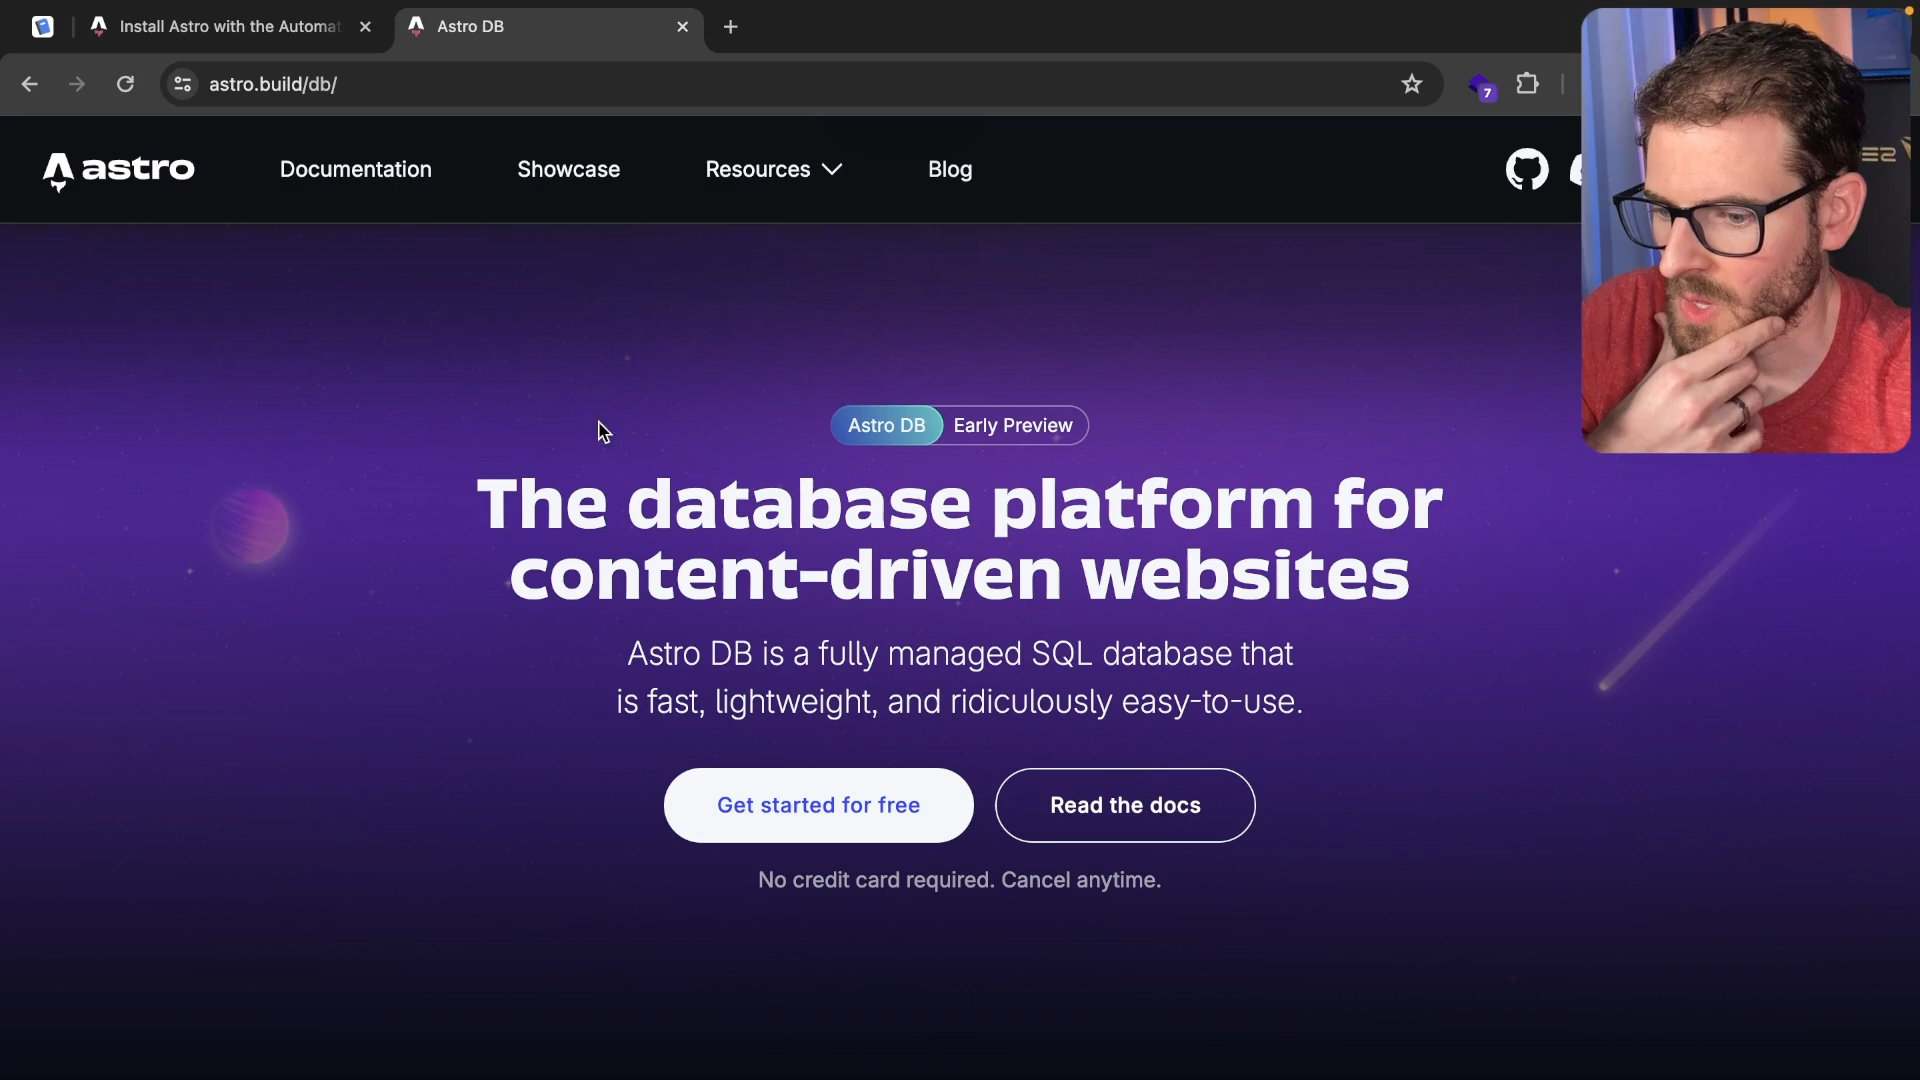 Install Astro with the Automat
Astro DB
astro.build/db/
7
astro
Documentation
Showcase
Resources
Blog
Astro DB
Early Preview
The database platform for
content-driven websites
Astro DB is a fully managed SQL database that
is fast, lightweight, and ridiculously easy-to-use.
Get started for free
Read the docs
No credit card required. Cancel anytime.